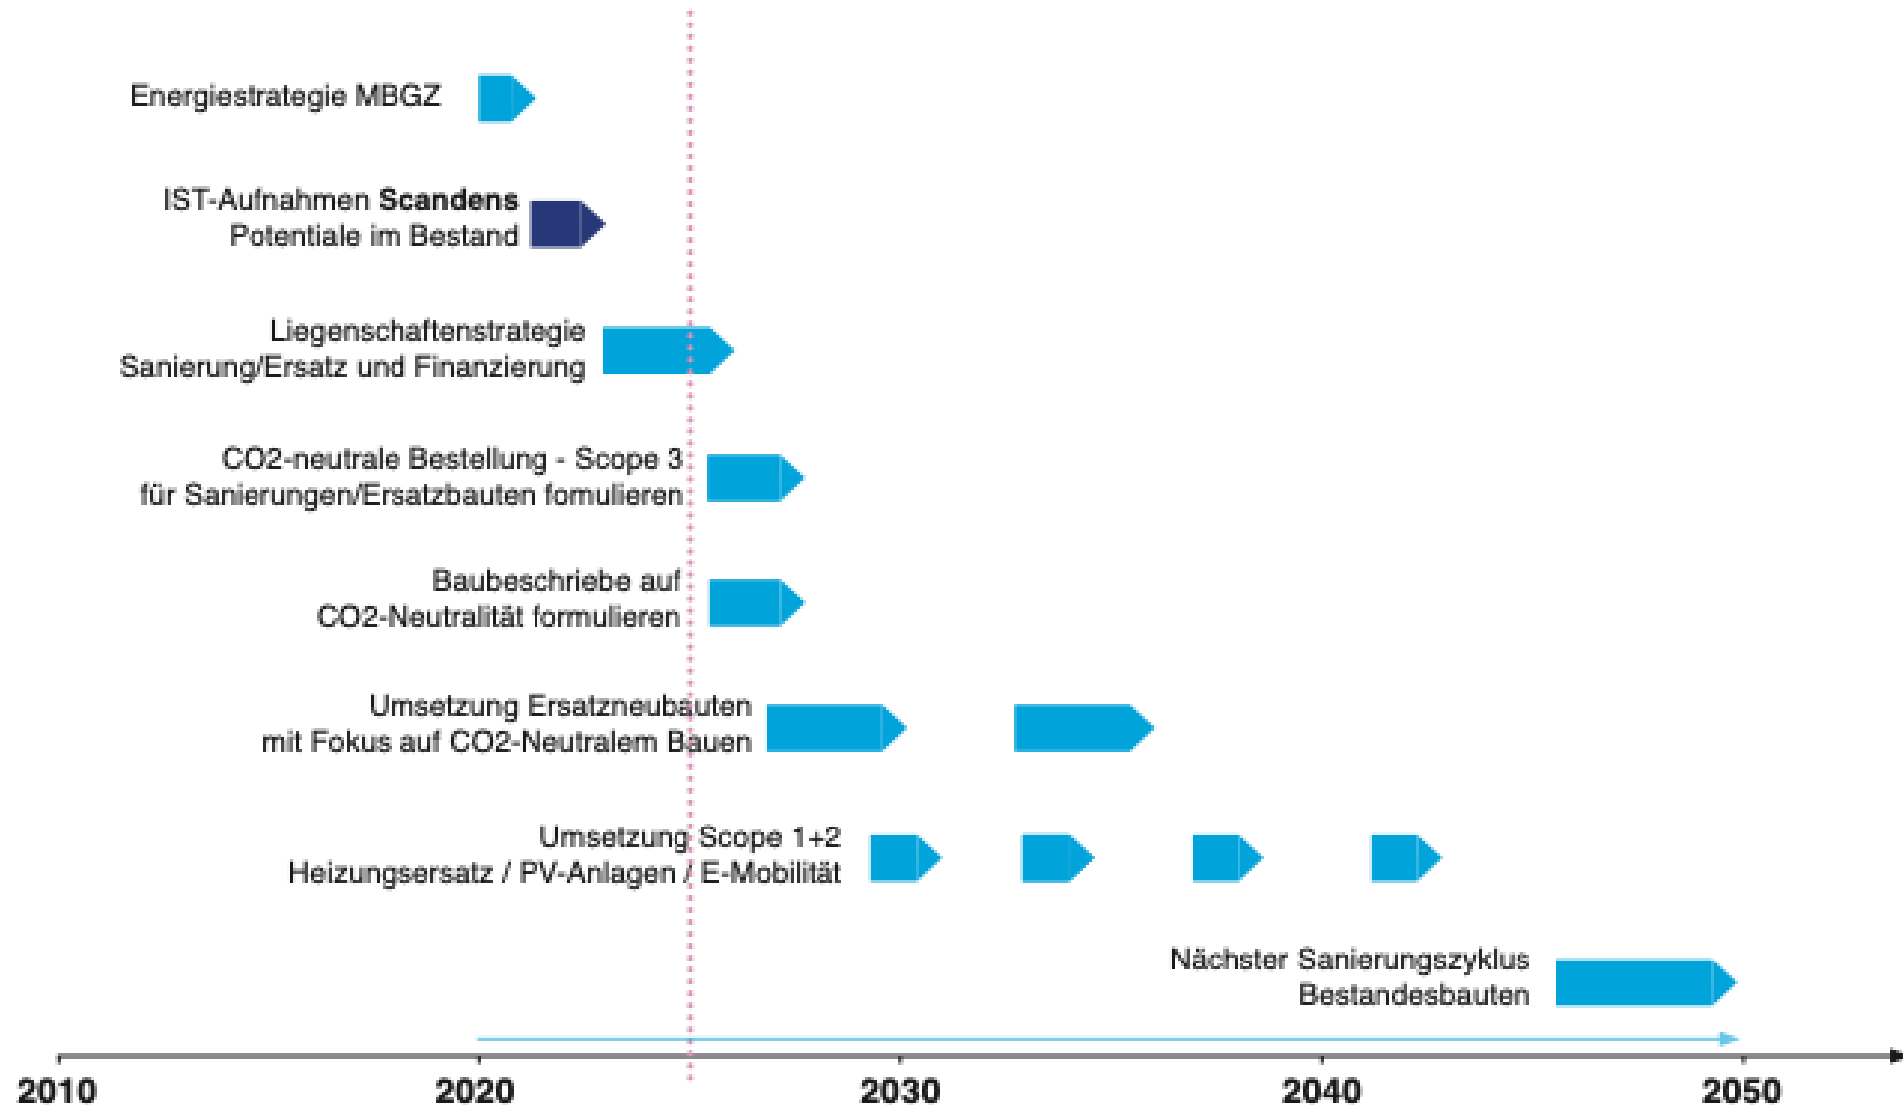 Energiestrategie MBGZ
IST-Aufnahmen Scandens
Potentiale im Bestand
Liegenschaftenstrategie
Sanierung/Ersatz und Finanzierung
CO2-neutrale Bestellung - Scope 3
für Sanierungen/Ersatzbauten fomulieren
Baubeschriebe auf
CO2-Neutralität formulieren
Umsetzung Ersatzneubauten
mit Fokus auf CO2-Neutralem Bauen
Umsetzung Scope 1+2
Heizungsersatz / PV-Anlagen / E-Mobilität
Nächster Sanierungszyklus
Bestandesbauten
2010 2020 2030 2040 2050